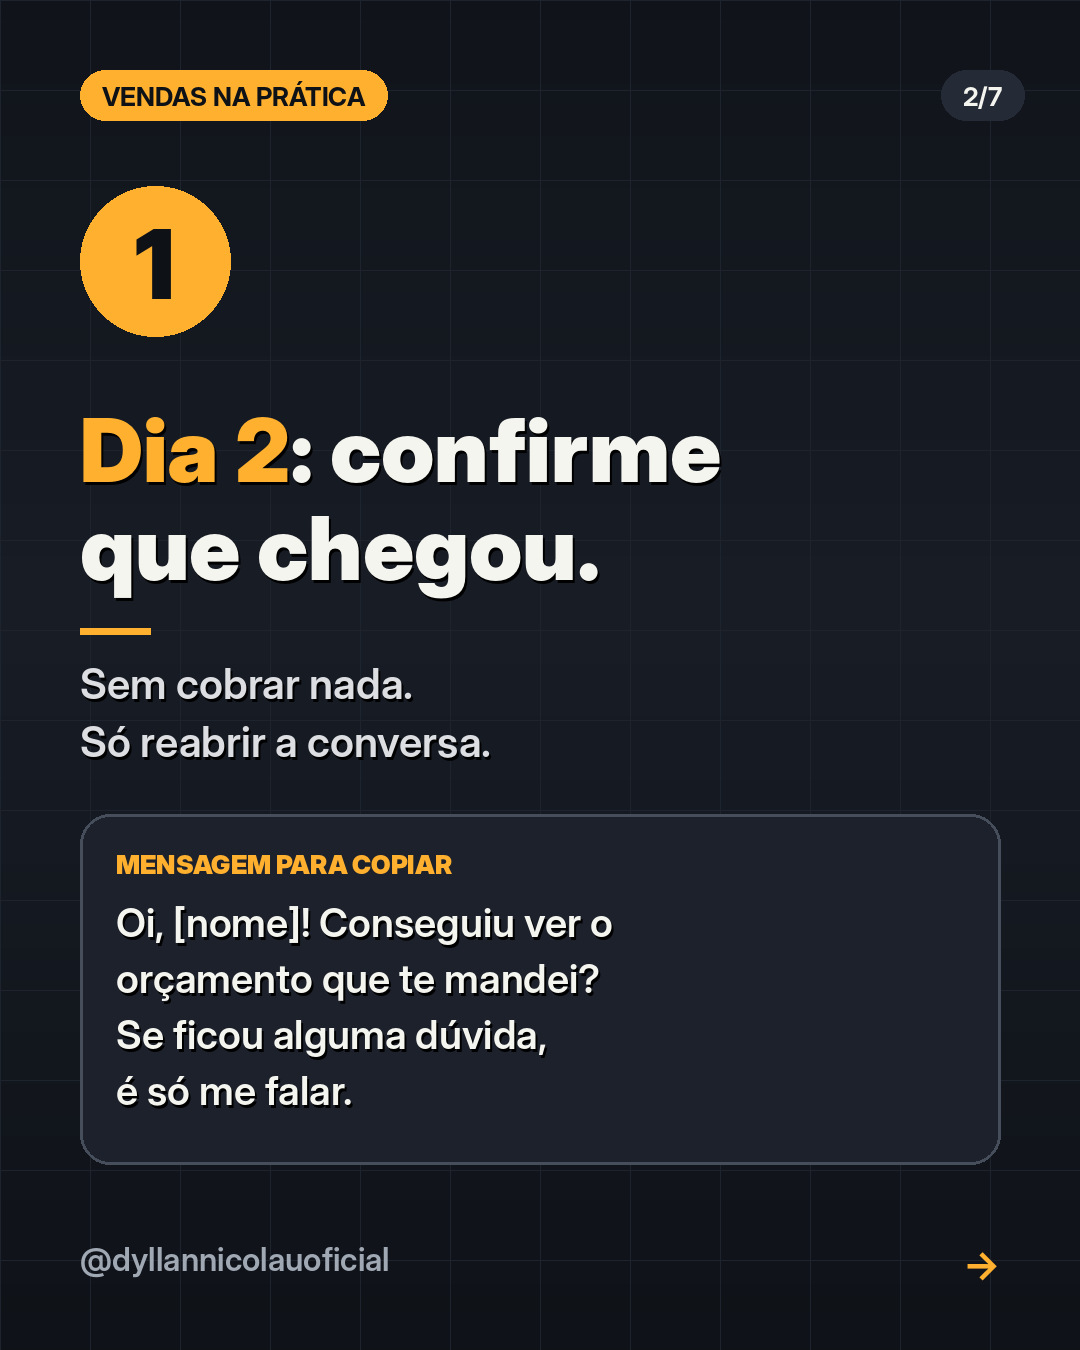 VENDAS NA PRÁTICA
2/7
1
Dia 2: confirme
que chegou.
Sem cobrar nada.
Só reabrir a conversa.
MENSAGEM PARA COPIAR
Oi, [nome]! Conseguiu ver o
orçamento que te mandei?
Se ficou alguma dúvida,
é só me falar.
@dyllannicolauoficial
→